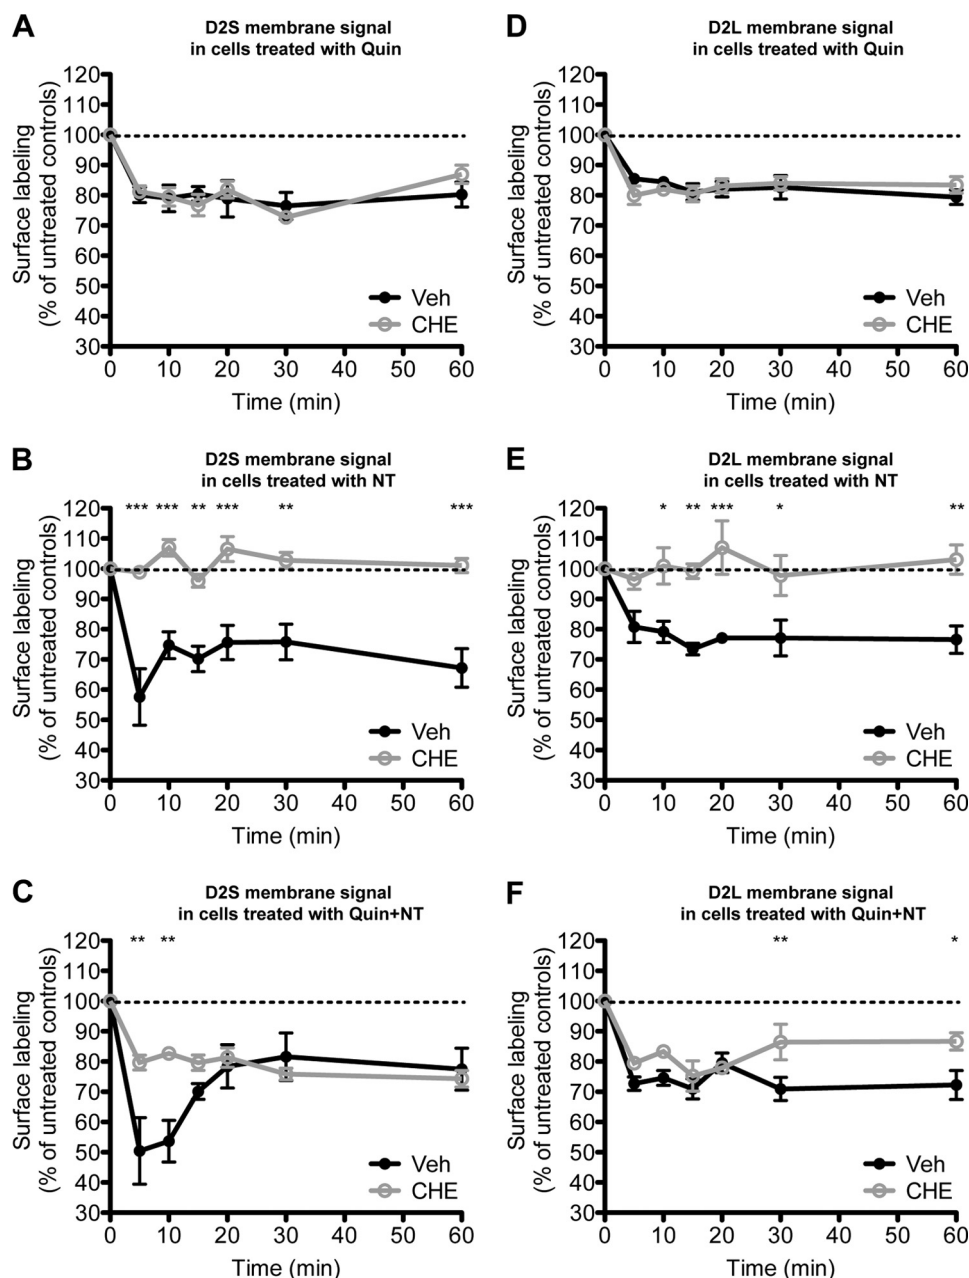 A
D2S membrane signal
in cells treated with Quin
Surface labeling
(% of untreated controls)
120
110
100
90
80
70
60
50
40
30
Veh
CHE
0 10 20 30 40 50 60
Time (min)
D
D2L membrane signal
in cells treated with Quin
Surface labeling
(% of untreated controls)
120
110
100
90
80
70
60
50
40
30
Veh
CHE
0 10 20 30 40 50 60
Time (min)
B
D2S membrane signal
in cells treated with NT
Surface labeling
(% of untreated controls)
120
110
100
90
80
70
60
50
40
30
*** *** ** *** ** ***
Veh
CHE
0 10 20 30 40 50 60
Time (min)
E
D2L membrane signal
in cells treated with NT
Surface labeling
(% of untreated controls)
120
110
100
90
80
70
60
50
40
30
* ** *** * **
Veh
CHE
0 10 20 30 40 50 60
Time (min)
C
D2S membrane signal
in cells treated with Quin+NT
Surface labeling
(% of untreated controls)
120
110
100
90
80
70
60
50
40
30
** **
Veh
CHE
0 10 20 30 40 50 60
Time (min)
F
D2L membrane signal
in cells treated with Quin+NT
Surface labeling
(% of untreated controls)
120
110
100
90
80
70
60
50
40
30
** *
Veh
CHE
0 10 20 30 40 50 60
Time (min)